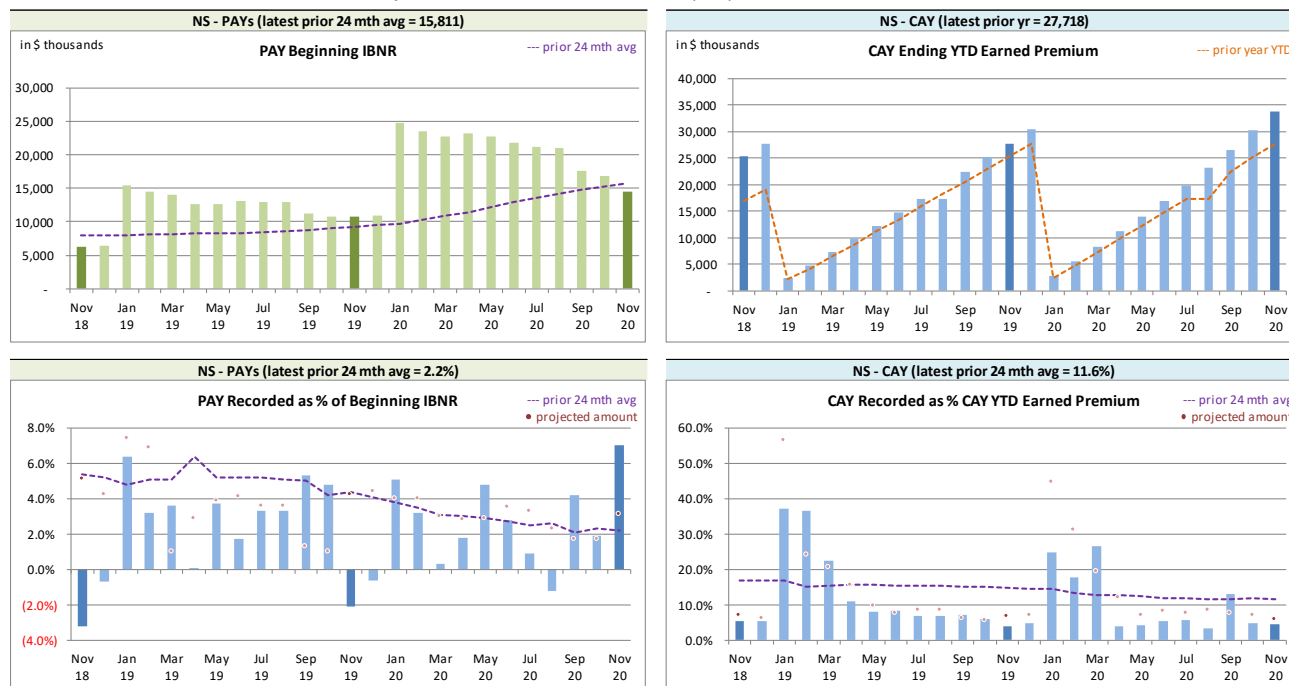 NS - PAYs (latest prior 24 mth avg = 15,811)
in $ thousands
PAY Beginning IBNR
--- prior 24 mth avg
30,000
25,000
20,000
15,000
10,000
5,000
-
Nov Jan Mar May Jul Sep Nov Jan Mar May Jul Sep Nov
18 19 19 19 19 19 19 20 20 20 20 20 20
NS - CAY (latest prior yr = 27,718)
in $ thousands
CAY Ending YTD Earned Premium
--- prior year YTD
40,000
35,000
30,000
25,000
20,000
15,000
10,000
5,000
-
Nov Jan Mar May Jul Sep Nov Jan Mar May Jul Sep Nov
18 19 19 19 19 19 19 20 20 20 20 20 20
NS - PAYs (latest prior 24 mth avg = 2.2%)
PAY Recorded as % of Beginning IBNR
--- prior 24 mth avg
• projected amount
8.0%
6.0%
4.0%
2.0%
0.0%
(2.0%)
(4.0%)
Nov Jan Mar May Jul Sep Nov Jan Mar May Jul Sep Nov
18 19 19 19 19 19 19 20 20 20 20 20 20
NS - CAY (latest prior 24 mth avg = 11.6%)
CAY Recorded as % CAY YTD Earned Premium
--- prior 24 mth avg
• projected amount
60.0%
50.0%
40.0%
30.0%
20.0%
10.0%
0.0%
Nov Jan Mar May Jul Sep Nov Jan Mar May Jul Sep Nov
18 19 19 19 19 19 19 20 20 20 20 20 20